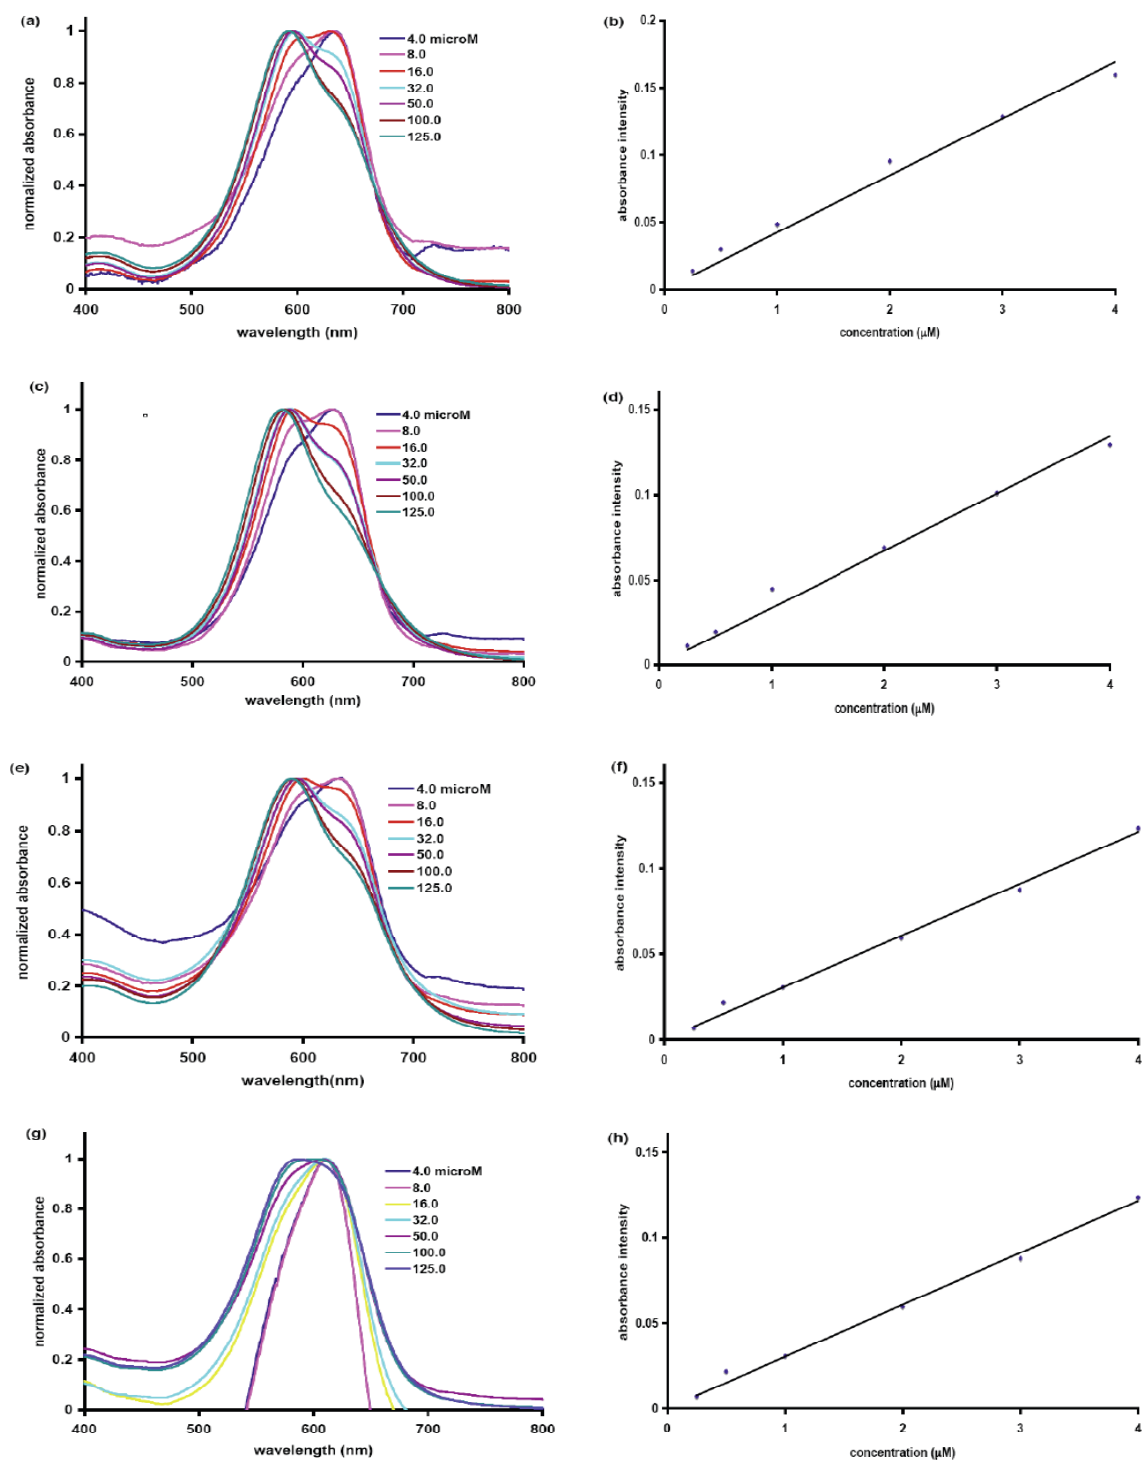 (a)
normalized absorbance
1
0.8
0.6
0.4
0.2
0
400 500 600 700 800
wavelength (nm)
4.0 microM
8.0
16.0
32.0
50.0
100.0
125.0
(b)
absorbance intensity
0.2
0.15
0.1
0.05
0
0 1 2 3 4
concentration (μM)
(c)
normalized absorbance
1
0.8
0.6
0.4
0.2
0
400 500 600 700 800
wavelength (nm)
4.0 microM
8.0
16.0
32.0
50.0
100.0
125.0
(d)
absorbance intensity
0.15
0.1
0.05
0
0 1 2 3 4
concentration (μM)
(e)
normalized absorbance
1
0.8
0.6
0.4
0.2
0
400 500 600 700 800
wavelength(nm)
4.0 microM
8.0
16.0
32.0
50.0
100.0
125.0
(f)
absorbance intensity
0.15
0.1
0.05
0
0 1 2 3 4
concentration (μM)
(g)
normalized absorbance
1
0.8
0.6
0.4
0.2
0
400 500 600 700 800
wavelength (nm)
4.0 microM
8.0
16.0
32.0
50.0
100.0
125.0
(h)
absorbance intensity
0.15
0.1
0.05
0
0 1 2 3 4
concentration (μM)